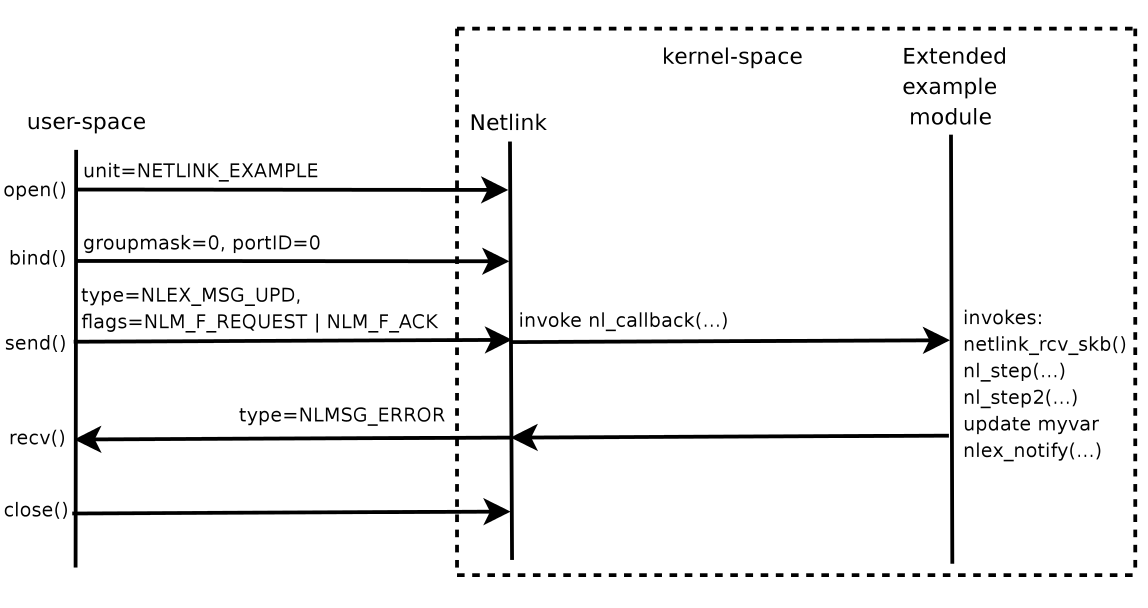 kernel-space
Extended
example
module
user-space
Netlink
unit=NETLINK_EXAMPLE
open()
groupmask=0, portID=0
bind()
type=NLEX_MSG_UPD,
flags=NLM_F_REQUEST | NLM_F_ACK
send()
invoke nl_callback(...)
invokes:
netlink_rcv_skb()
nl_step(...)
nl_step2(...)
update myvar
nlex_notify(...)
type=NLMSG_ERROR
recv()
close()